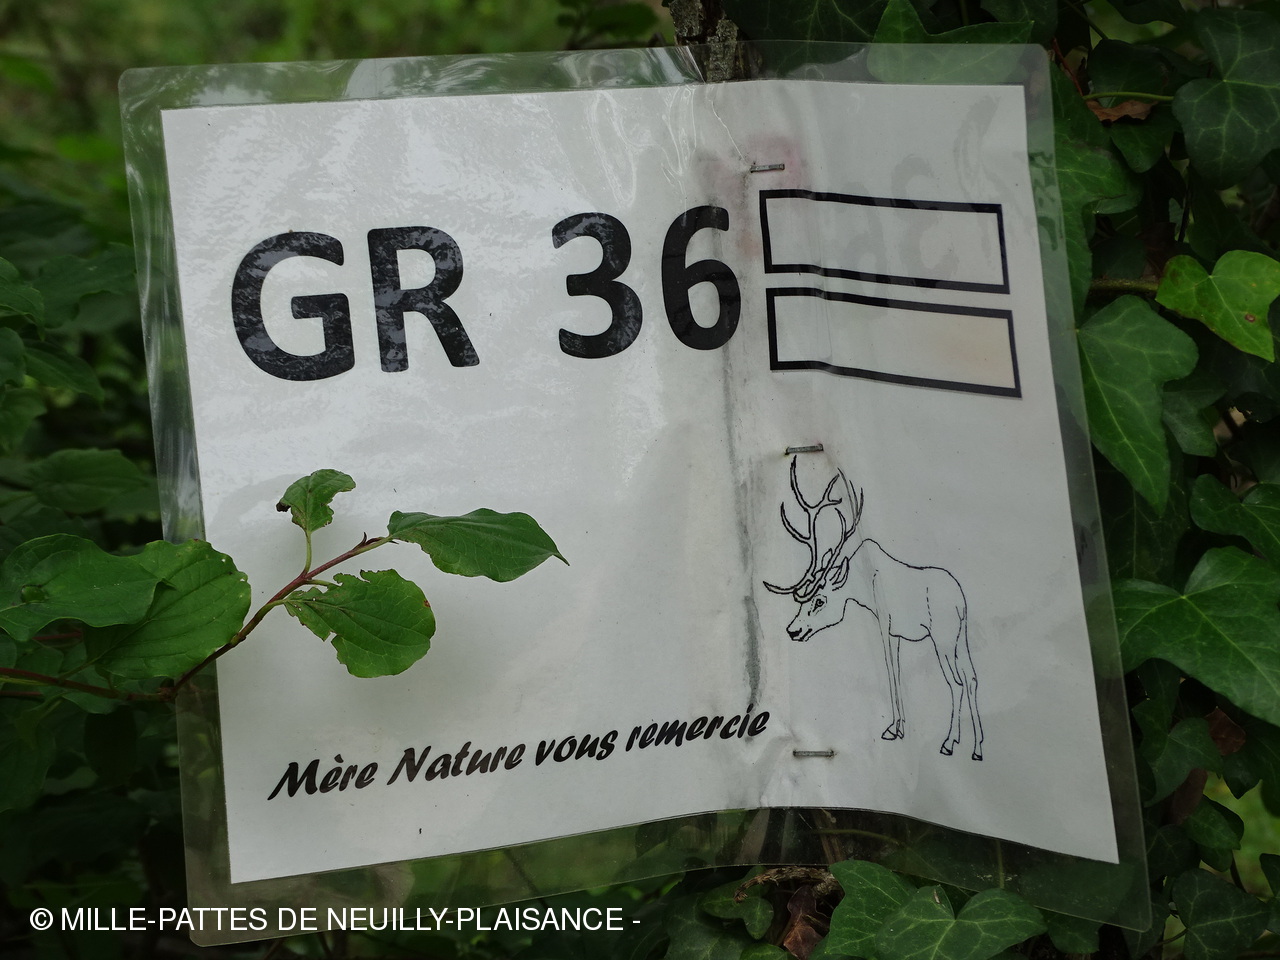 GR 36
Mère Nature vous remercie
© MILLE-PATTES DE NEUILLY-PLAISANCE -